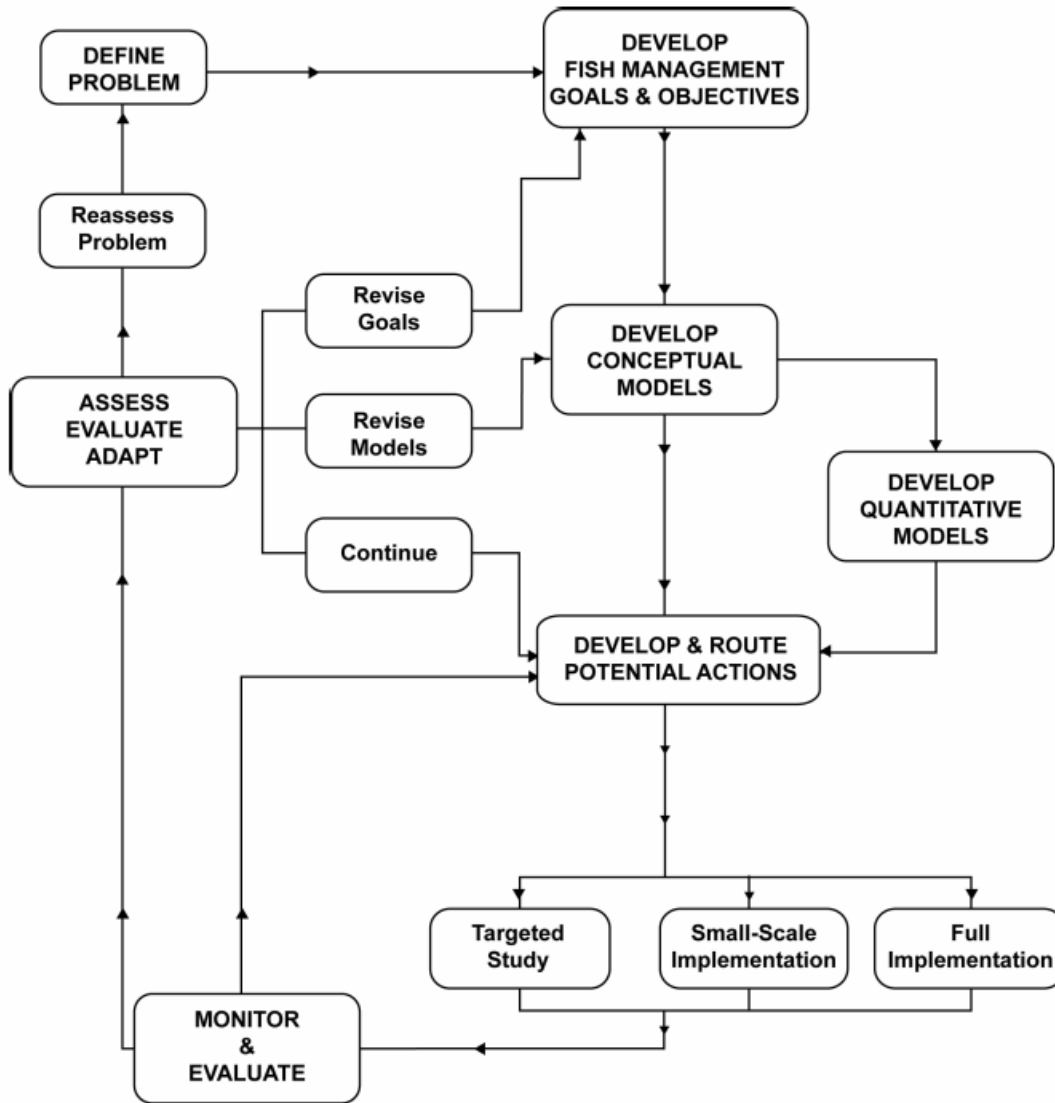 DEFINE
PROBLEM
DEVELOP
FISH MANAGEMENT
GOALS & OBJECTIVES
Reassess
Problem
Revise
Goals
DEVELOP
CONCEPTUAL
MODELS
ASSESS
EVALUATE
ADAPT
Revise
Models
DEVELOP
QUANTITATIVE
MODELS
Continue
DEVELOP & ROUTE
POTENTIAL ACTIONS
Targeted
Study
Small-Scale
Implementation
Full
Implementation
MONITOR
&
EVALUATE